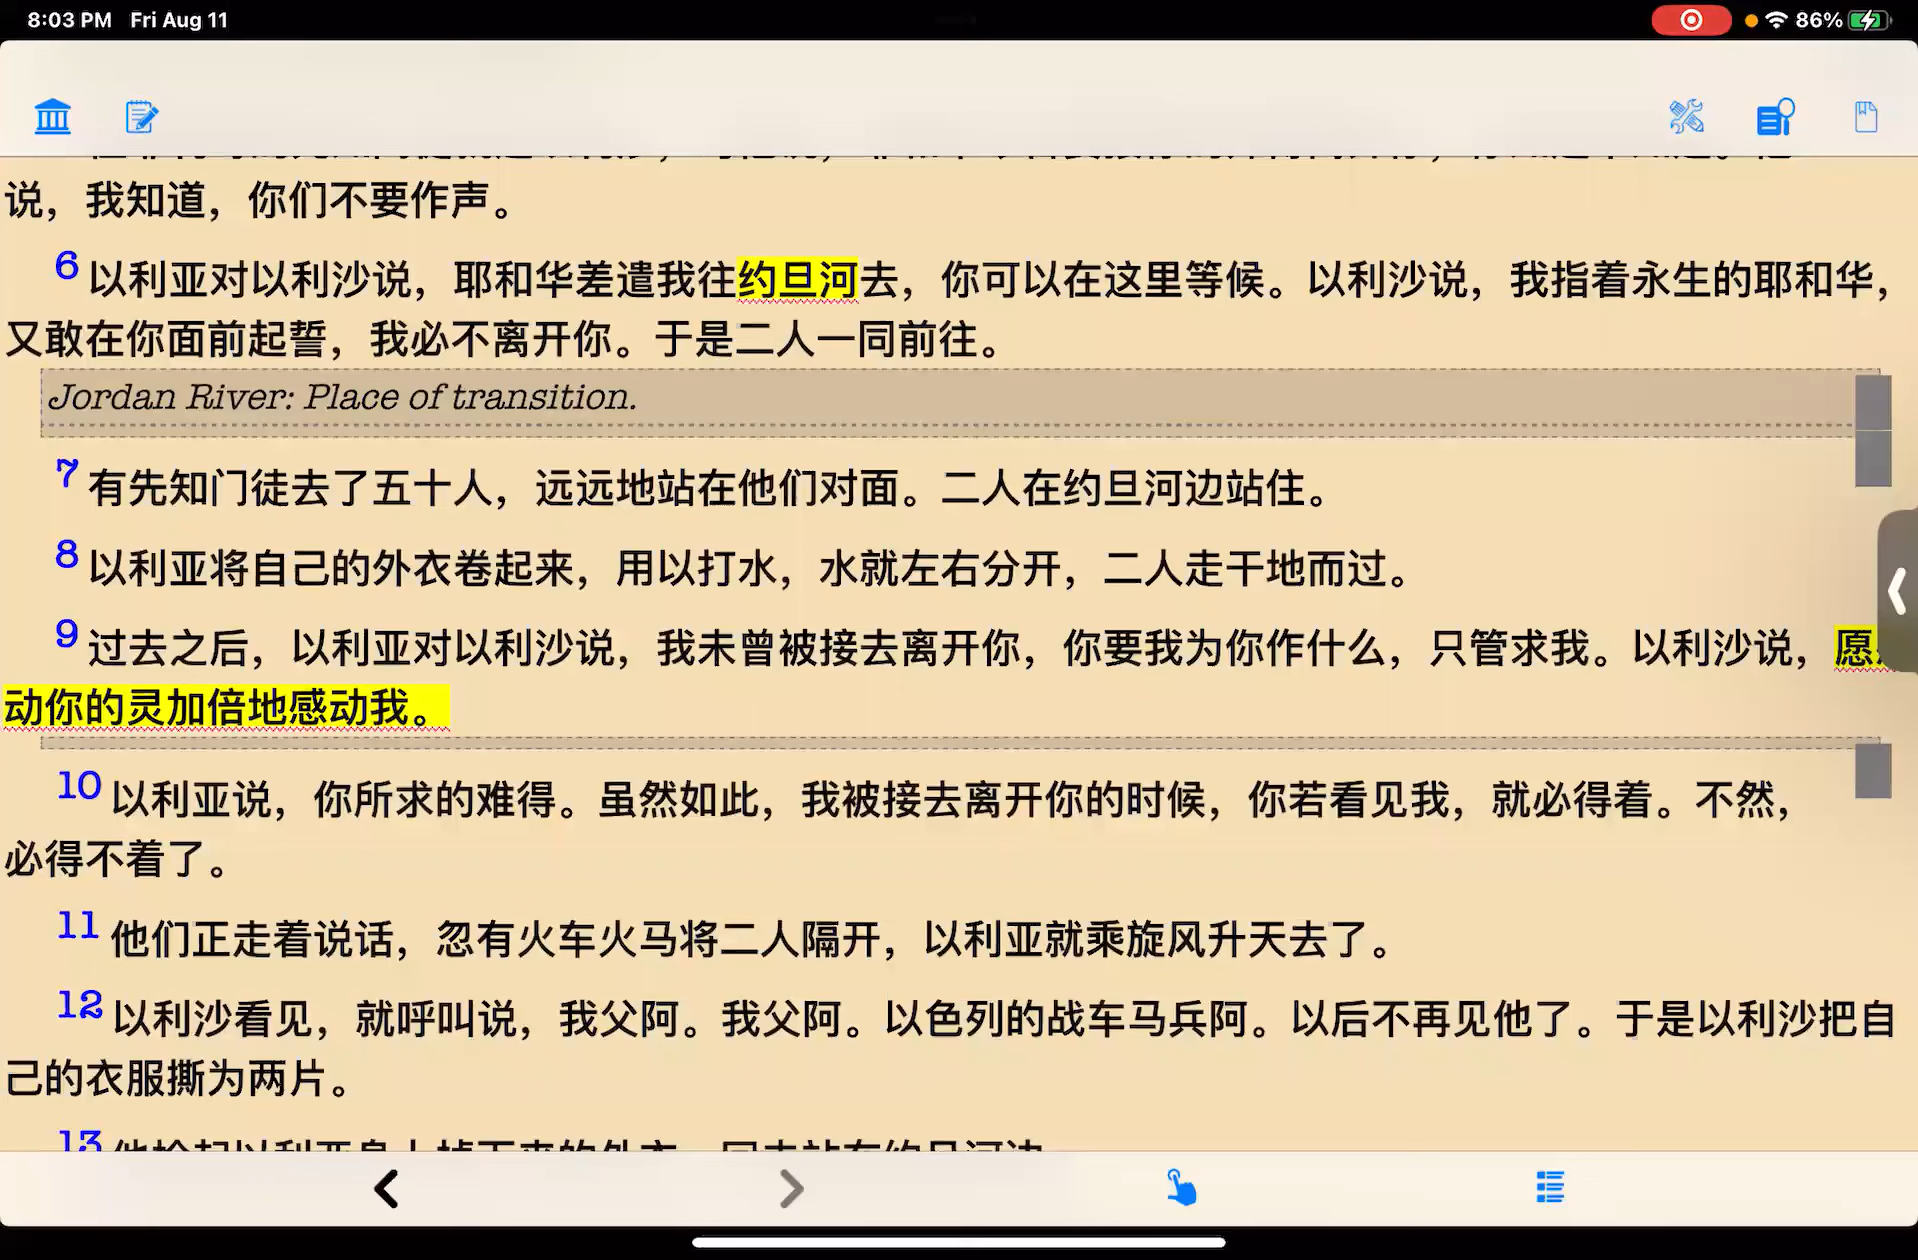 8:03 PM Fri Aug 11
86%
说，我知道，你们不要作声。
6 以利亚对以利沙说，耶和华差遣我往约旦河去，你可以在这里等候。以利沙说，我指着永生的耶和华，
又敢在你面前起誓，我必不离开你。于是二人一同前往。
Jordan River: Place of transition.
7 有先知门徒去了五十人，远远地站在他们对面。二人在约旦河边站住。
8 以利亚将自己的外衣卷起来，用以打水，水就左右分开，二人走干地而过。
9 过去之后，以利亚对以利沙说，我未曾被接去离开你，你要我为你作什么，只管求我。以利沙说，愿
动你的灵加倍地感动我。
10 以利亚说，你所求的难得。虽然如此，我被接去离开你的时候，你若看见我，就必得着。不然，
必得不着了。
11 他们正走着说话，忽有火车火马将二人隔开，以利亚就乘旋风升天去了。
12 以利沙看见，就呼叫说，我父阿。我父阿。以色列的战车马兵阿。以后不再见他了。于是以利沙把自
己的衣服撕为两片。